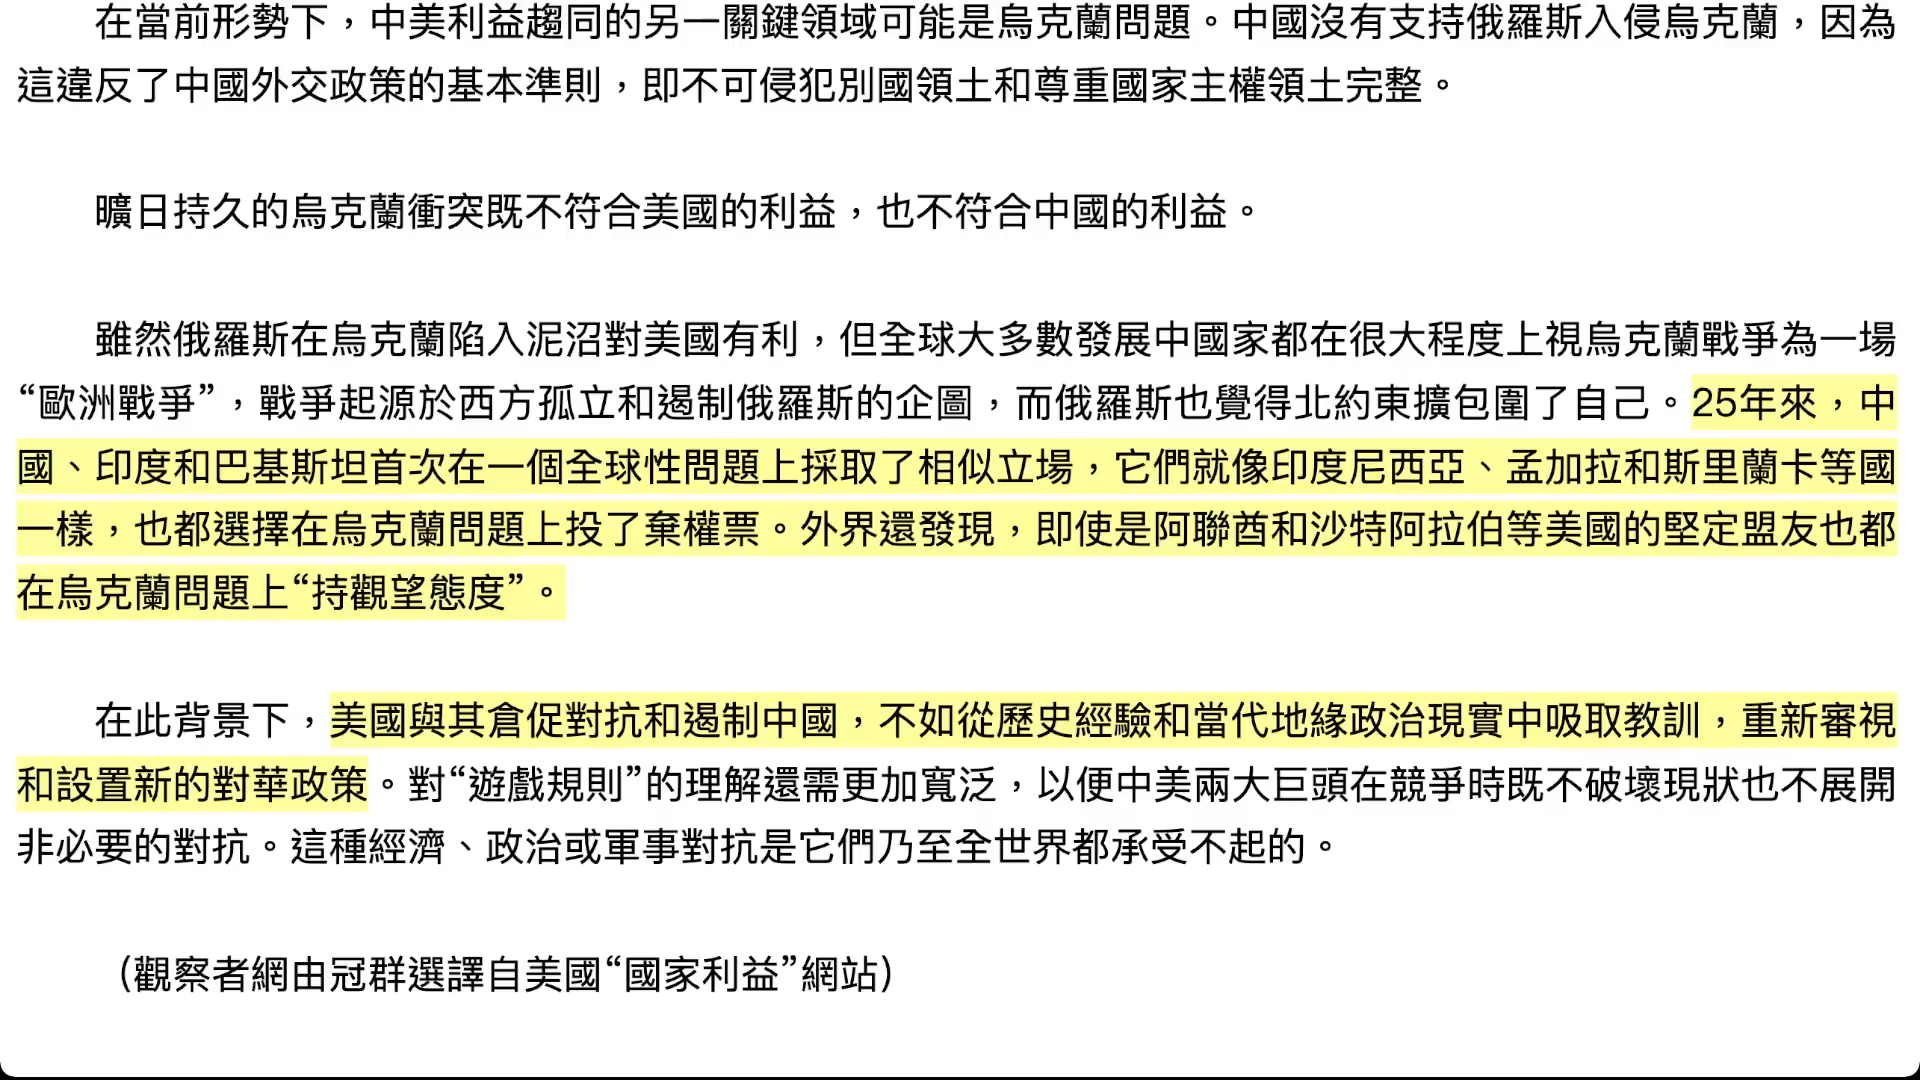 在當前形勢下，中美利益趨同的另一關鍵領域可能是烏克蘭問題。中國沒有支持俄羅斯入侵烏克蘭，因為
這違反了中國外交政策的基本準則，即不可侵犯別國領土和尊重國家主權領土完整。
曠日持久的烏克蘭衝突既不符合美國的利益，也不符合中國的利益。
雖然俄羅斯在烏克蘭陷入泥沼對美國有利，但全球大多數發展中國家都在很大程度上視烏克蘭戰爭為一場
“歐洲戰爭”，戰爭起源於西方孤立和遏制俄羅斯的企圖，而俄羅斯也覺得北約東擴包圍了自己。25年來，中
國、印度和巴基斯坦首次在一個全球性問題上採取了相似立場，它們就像印度尼西亞、孟加拉和斯里蘭卡等國
一樣，也都選擇在烏克蘭問題上投了棄權票。外界還發現，即使是阿聯酋和沙特阿拉伯等美國的堅定盟友也都
在烏克蘭問題上“持觀望態度”。
在此背景下，美國與其倉促對抗和遏制中國，不如從歷史經驗和當代地緣政治現實中吸取教訓，重新審視
和設置新的對華政策。對“遊戲規則”的理解還需更加寬泛，以便中美兩大巨頭在競爭時既不破壞現狀也不展開
非必要的對抗。這種經濟、政治或軍事對抗是它們乃至全世界都承受不起的。
（觀察者網由冠群選譯自美國“國家利益”網站）